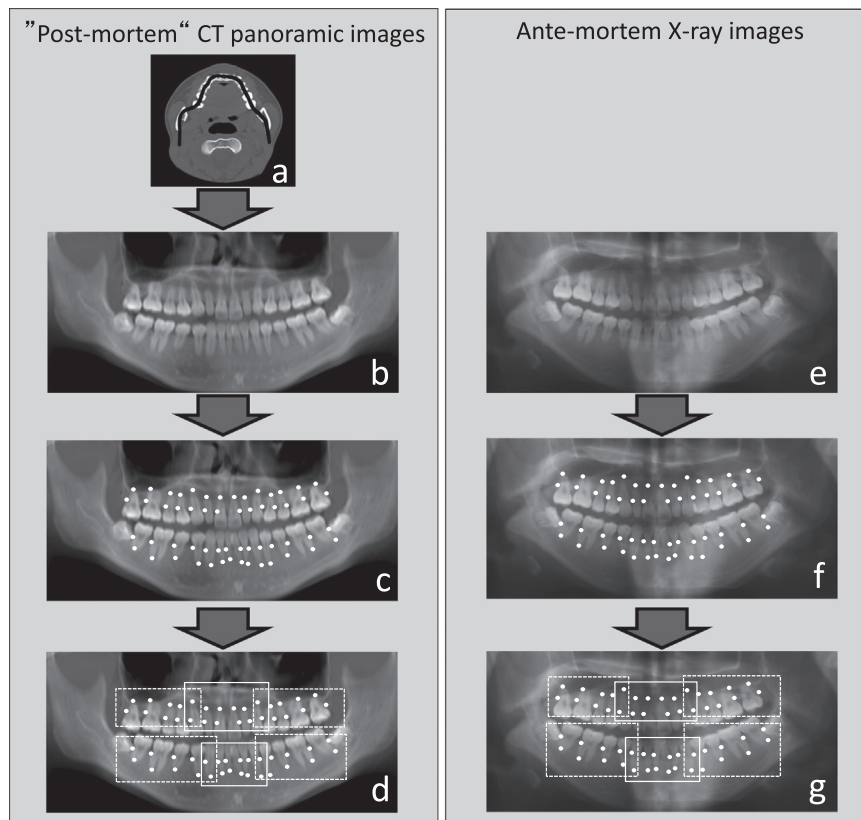 ”Post-mortem“ CT panoramic images
a
b
c
d
Ante-mortem X-ray images
e
f
g